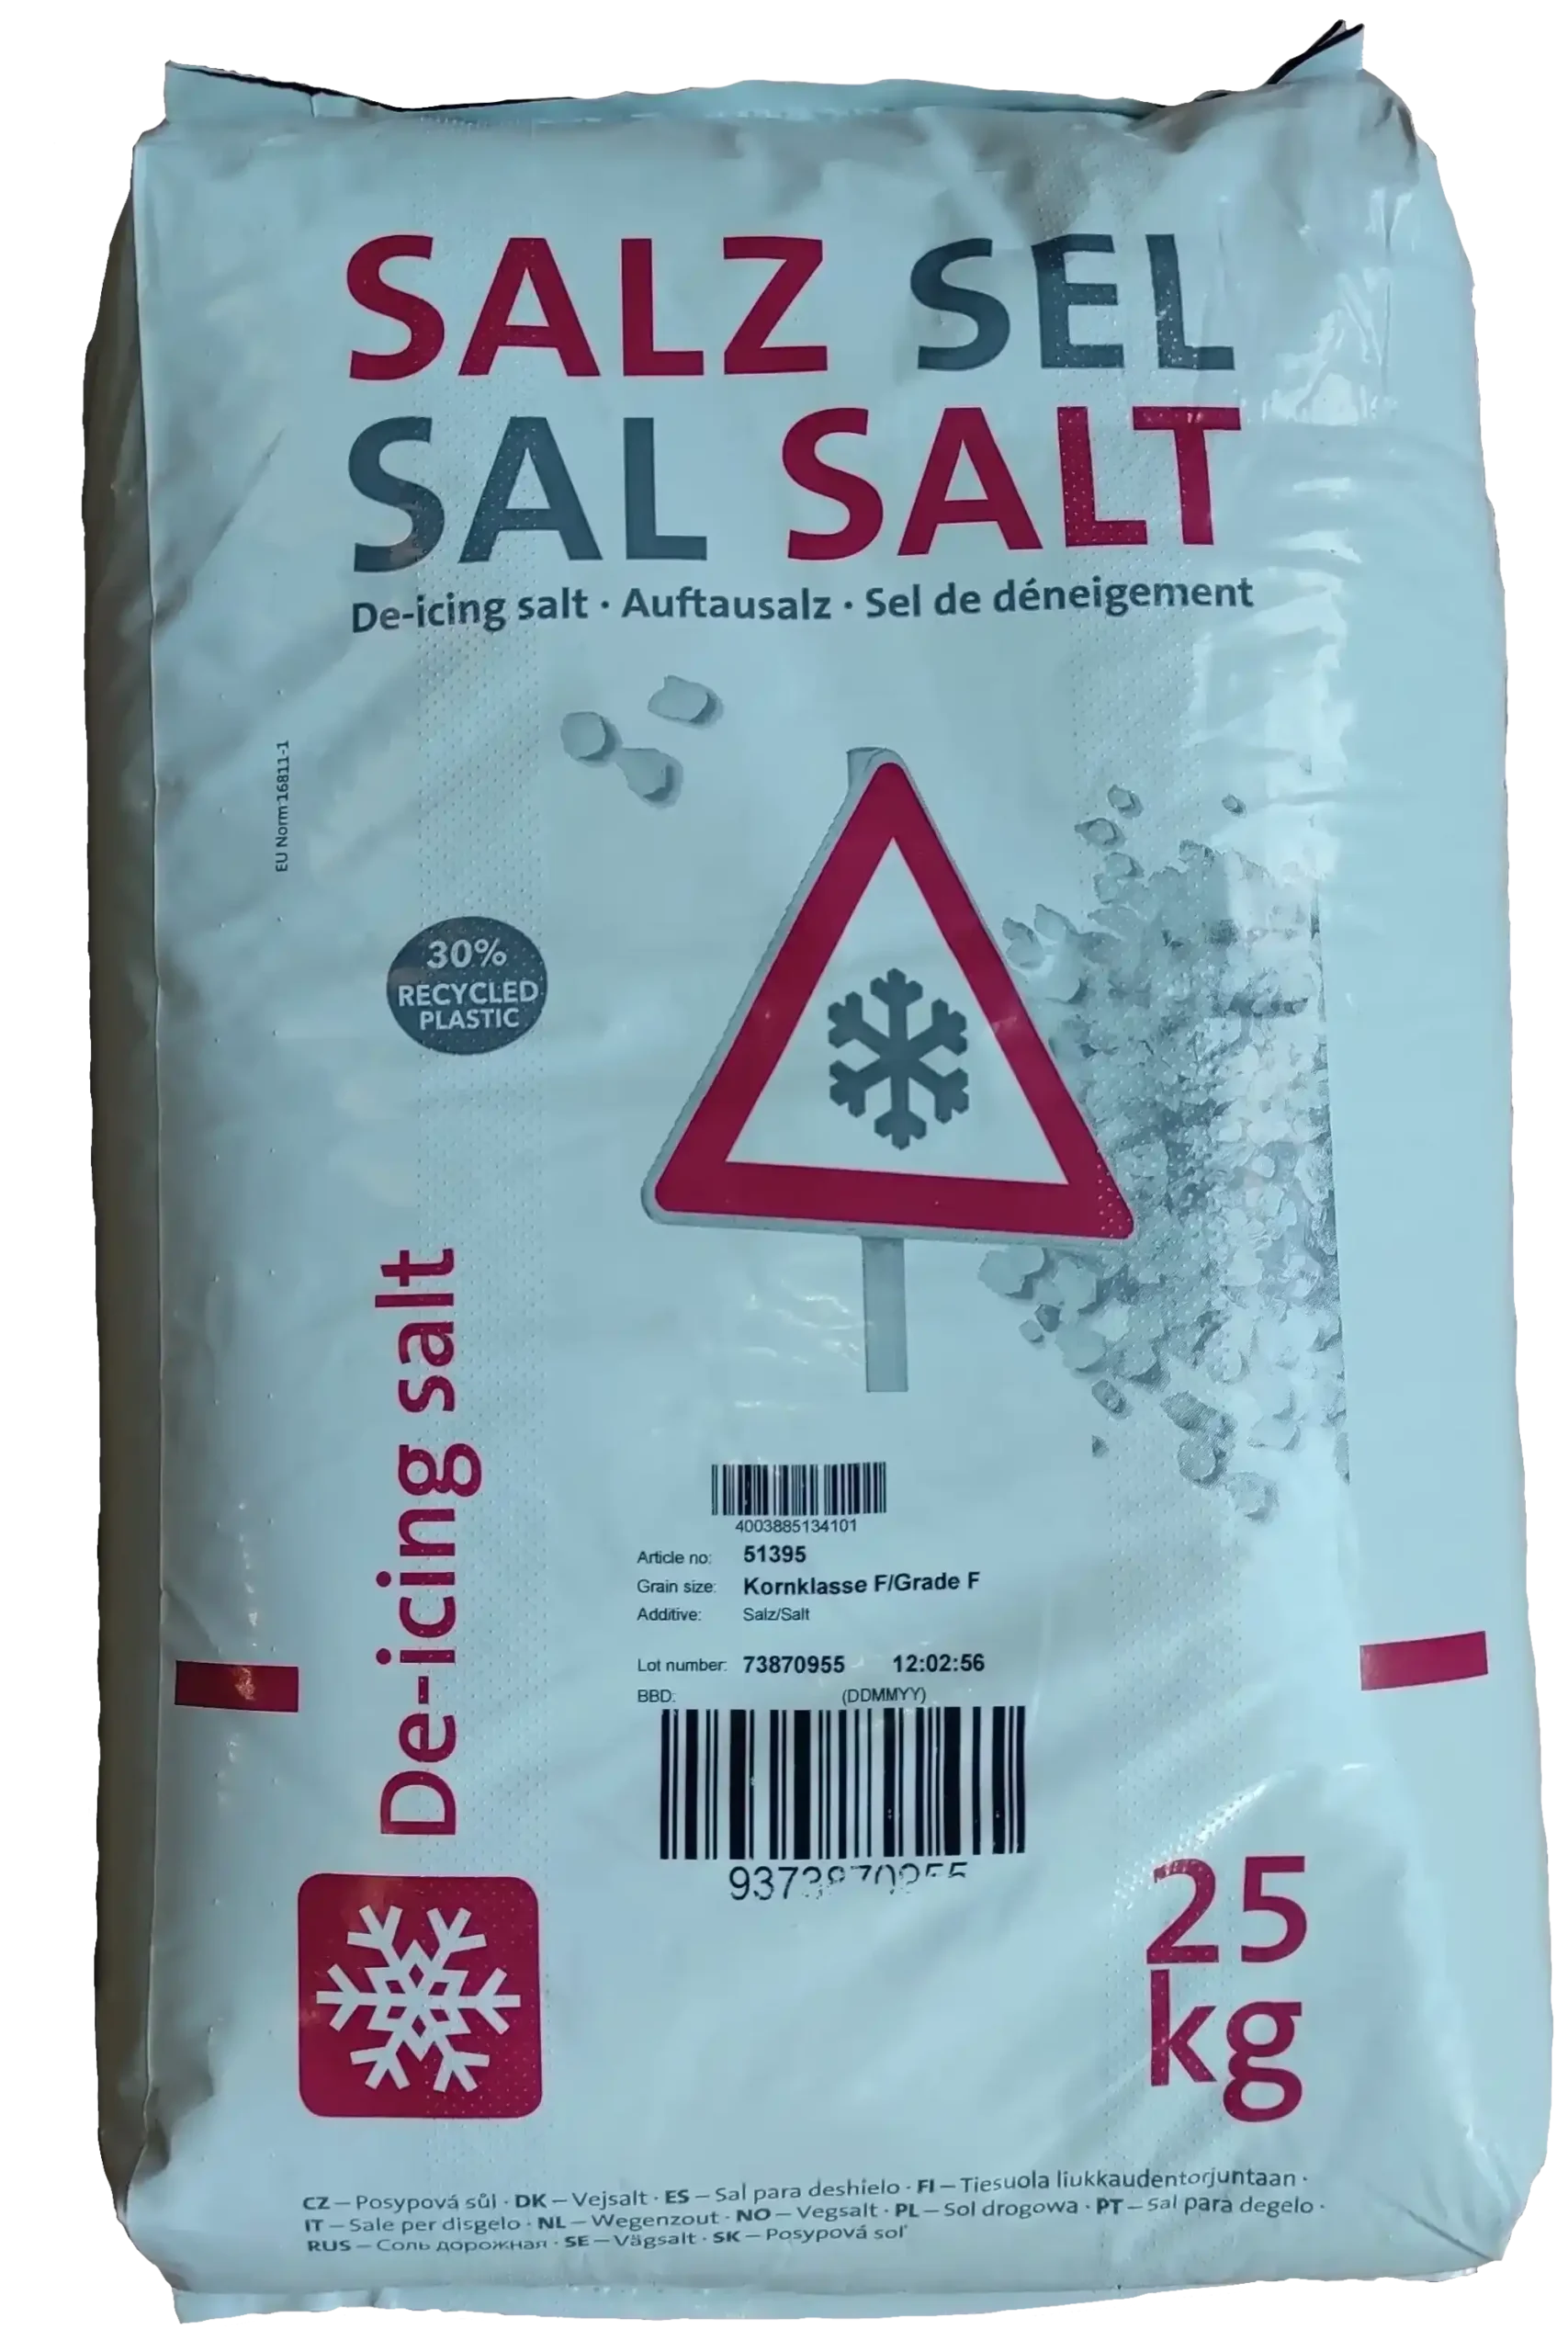 SALZ SEL
SAL SALT
De-icing salt · Auftausalz · Sel de déneigement
EU Norm 16811-1
30%
RECYCLED
PLASTIC
De-icing salt
4003885134101
Article no: 51395
Grain size: Kornklasse F/Grade F
Additive: Salz/Salt
Lot number: 73870955 12:02:56
BBD: (DDMMYY)
25
kg
CZ – Posypová sůl · DK – Vejsalt · ES – Sal para deshielo · FI – Tiesuola liukkaudentorjuntaan ·
IT – Sale per disgelo · NL – Wegenzout · NO – Vegsalt · PL – Sol drogowa · PT – Sal para degelo ·
RUS – Соль дорожная · SE – Vägsalt · SK – Posypová soľ